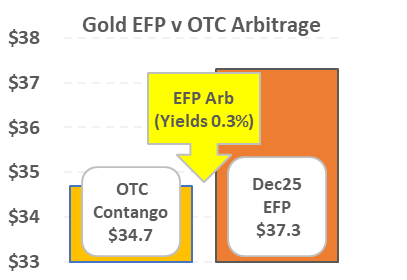 Gold EFP v OTC Arbitrage
$38
$37
$36
$35
$34
$33
EFP Arb
(Yields 0.3%)
OTC
Contango
$34.7
Dec25
EFP
$37.3